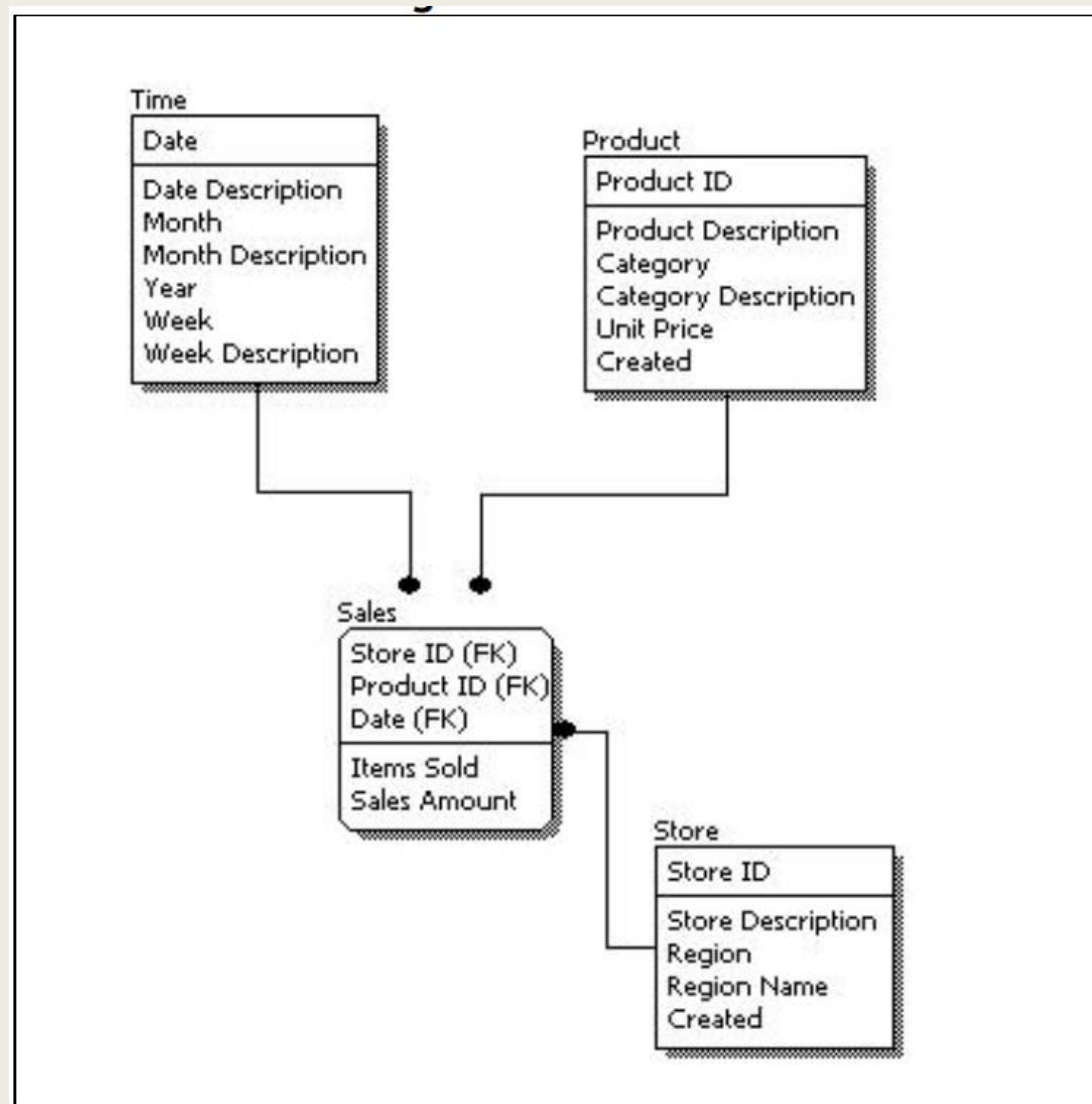 Time
Date
Date Description
Month
Month Description
Year
Week
Week Description
Product
Product ID
Product Description
Category
Category Description
Unit Price
Created
Sales
Store ID (FK)
Product ID (FK)
Date (FK)
Items Sold
Sales Amount
Store
Store ID
Store Description
Region
Region Name
Created